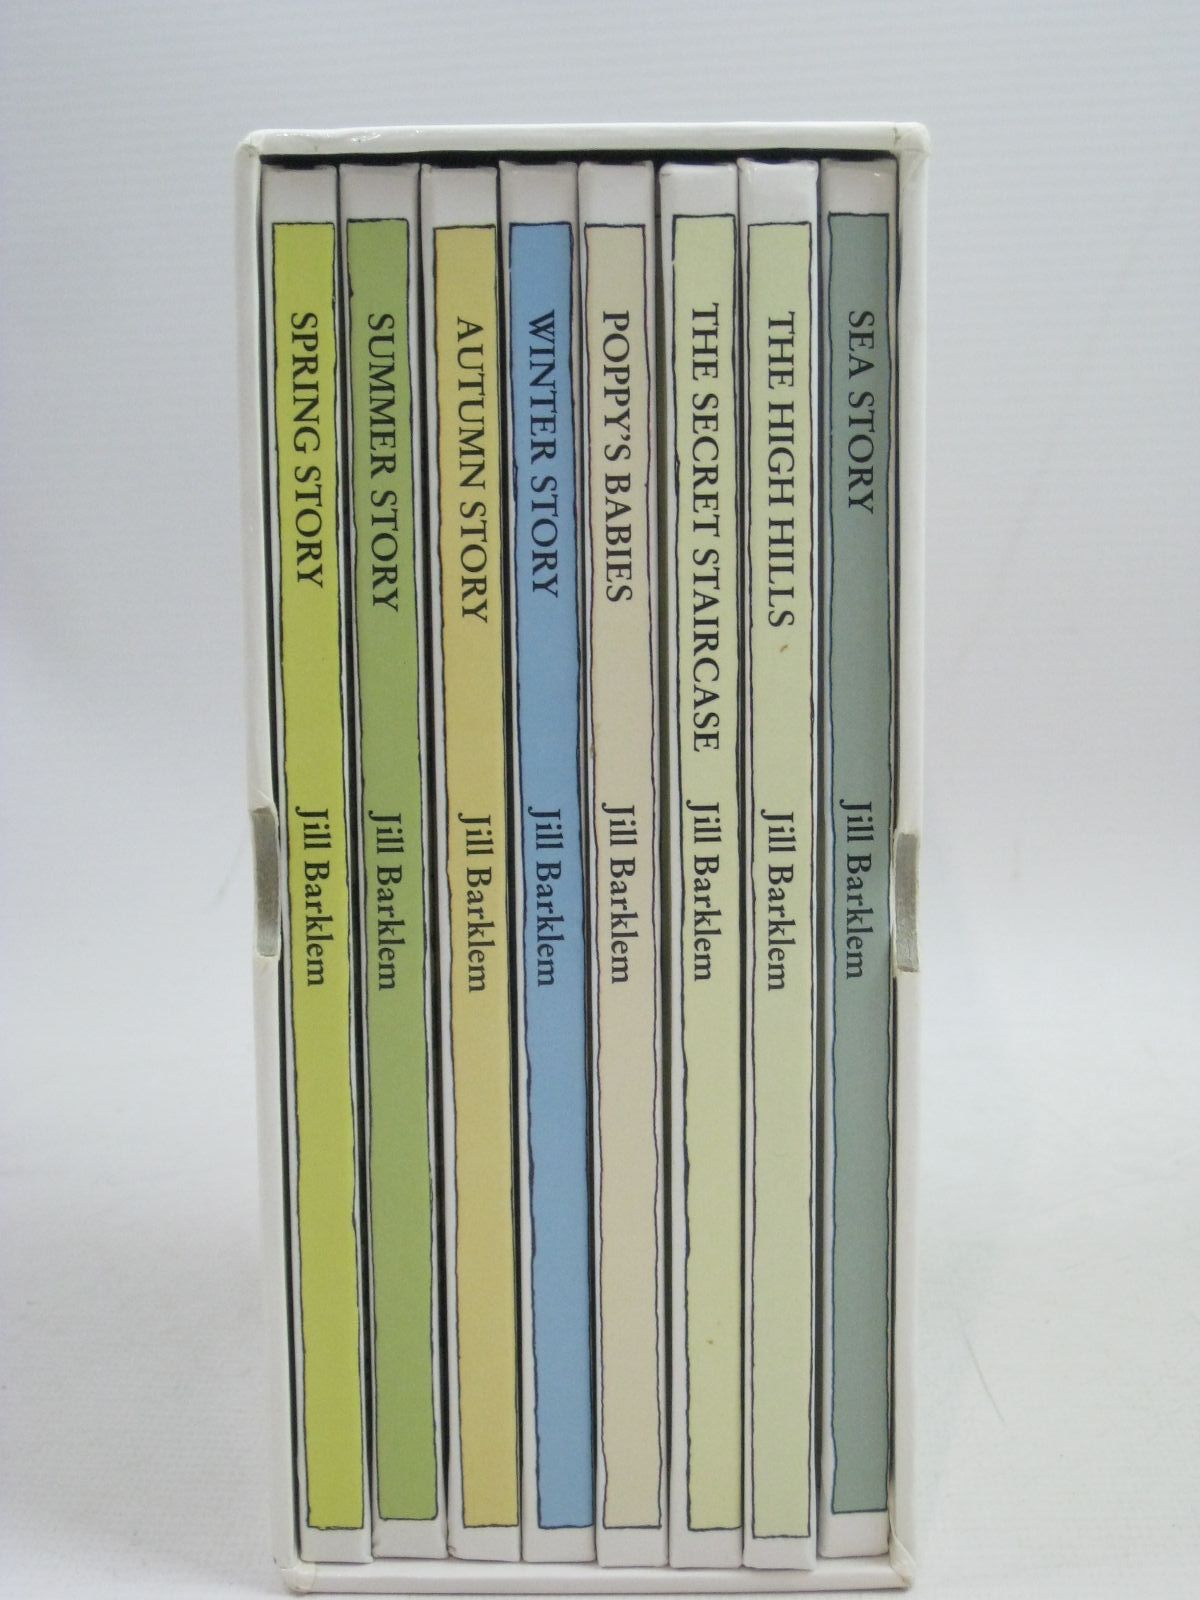 SPRING STORY Jill Barklem
SUMMER STORY Jill Barklem
AUTUMN STORY Jill Barklem
WINTER STORY Jill Barklem
POPPY'S BABIES Jill Barklem
THE SECRET STAIRCASE Jill Barklem
THE HIGH HILLS Jill Barklem
SEA STORY Jill Barklem